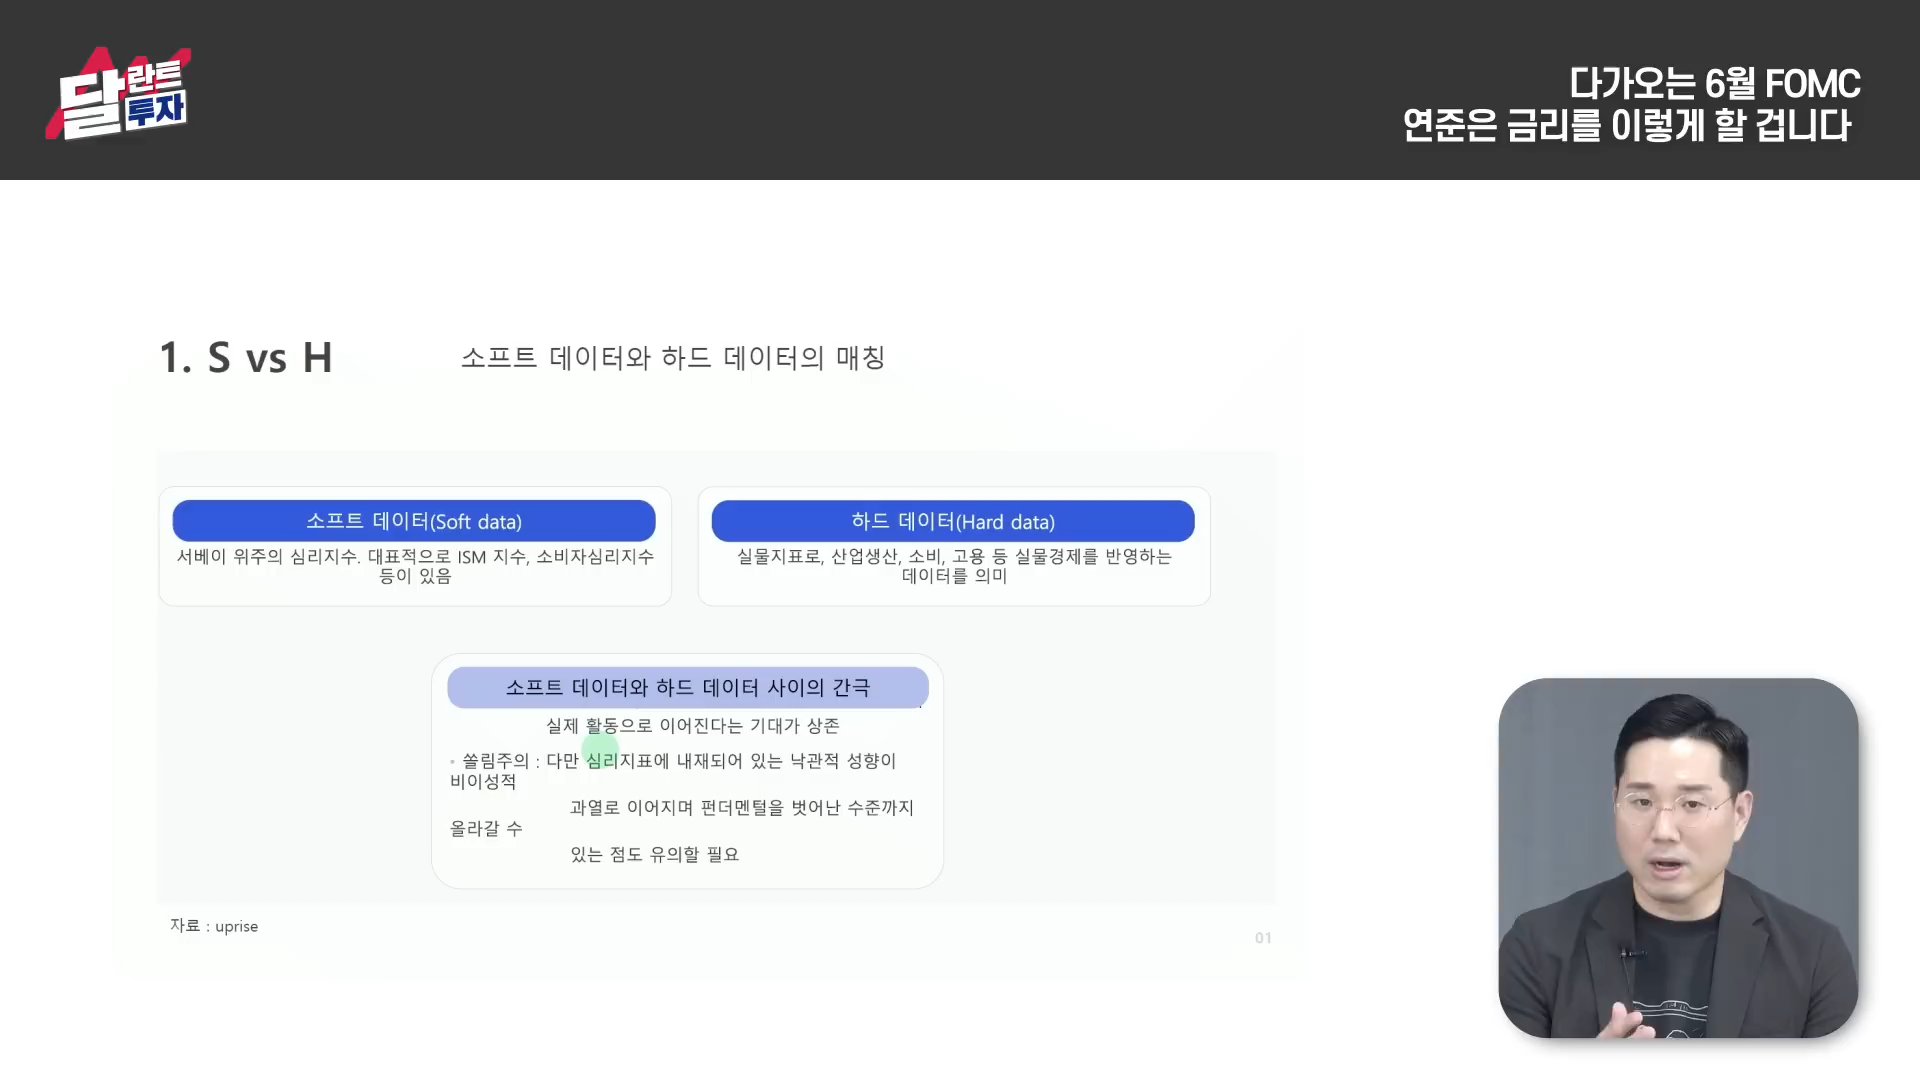 달란트
투자
다가오는 6월 FOMC
연준은 금리를 이렇게 할 겁니다
1. S vs H
소프트 데이터와 하드 데이터의 매칭
소프트 데이터(Soft data)
서베이 위주의 심리지수. 대표적으로 ISM 지수, 소비자심리지수
등이 있음
하드 데이터(Hard data)
실물지표로, 산업생산, 소비, 고용 등 실물경제를 반영하는
데이터를 의미
소프트 데이터와 하드 데이터 사이의 간극
실제 활동으로 이어진다는 기대가 상존
• 쏠림주의 : 다만 심리지표에 내재되어 있는 낙관적 성향이
비이성적
과열로 이어지며 펀더멘털을 벗어난 수준까지
올라갈 수
있는 점도 유의할 필요
자료 : uprise
01